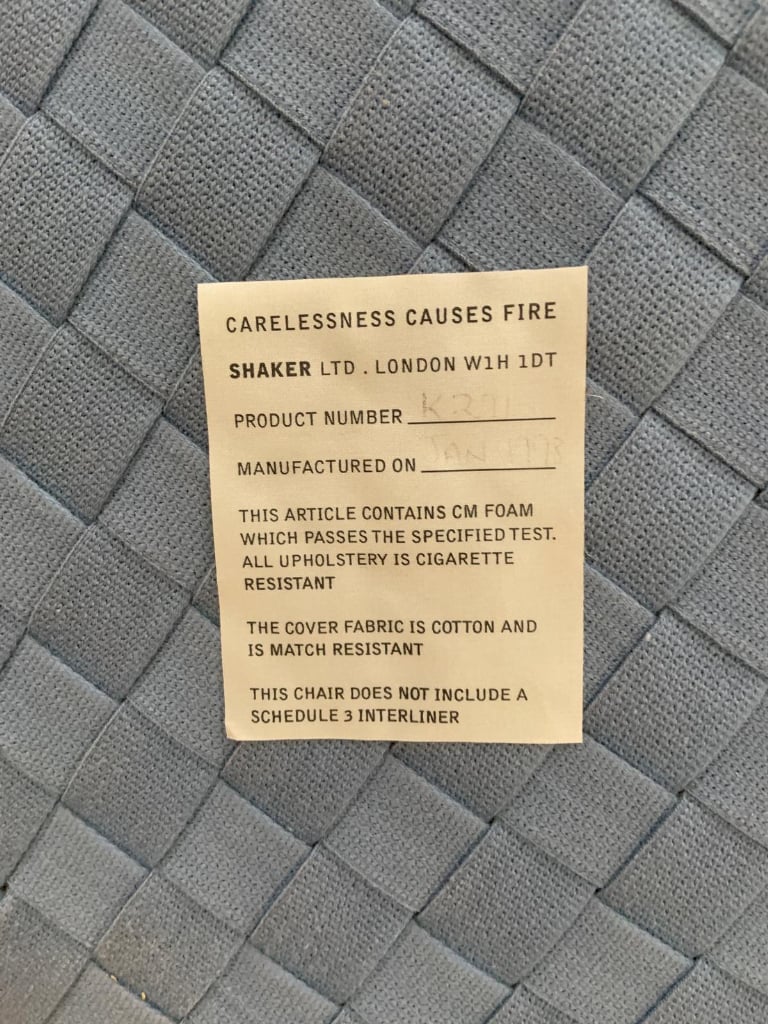 CARELESSNESS CAUSES FIRE
SHAKER LTD . LONDON W1H 1DT
PRODUCT NUMBER
MANUFACTURED ON JAN 1998
THIS ARTICLE CONTAINS CM FOAM
WHICH PASSES THE SPECIFIED TEST.
ALL UPHOLSTERY IS CIGARETTE
RESISTANT
THE COVER FABRIC IS COTTON AND
IS MATCH RESISTANT
THIS CHAIR DOES NOT INCLUDE A
SCHEDULE 3 INTERLINER